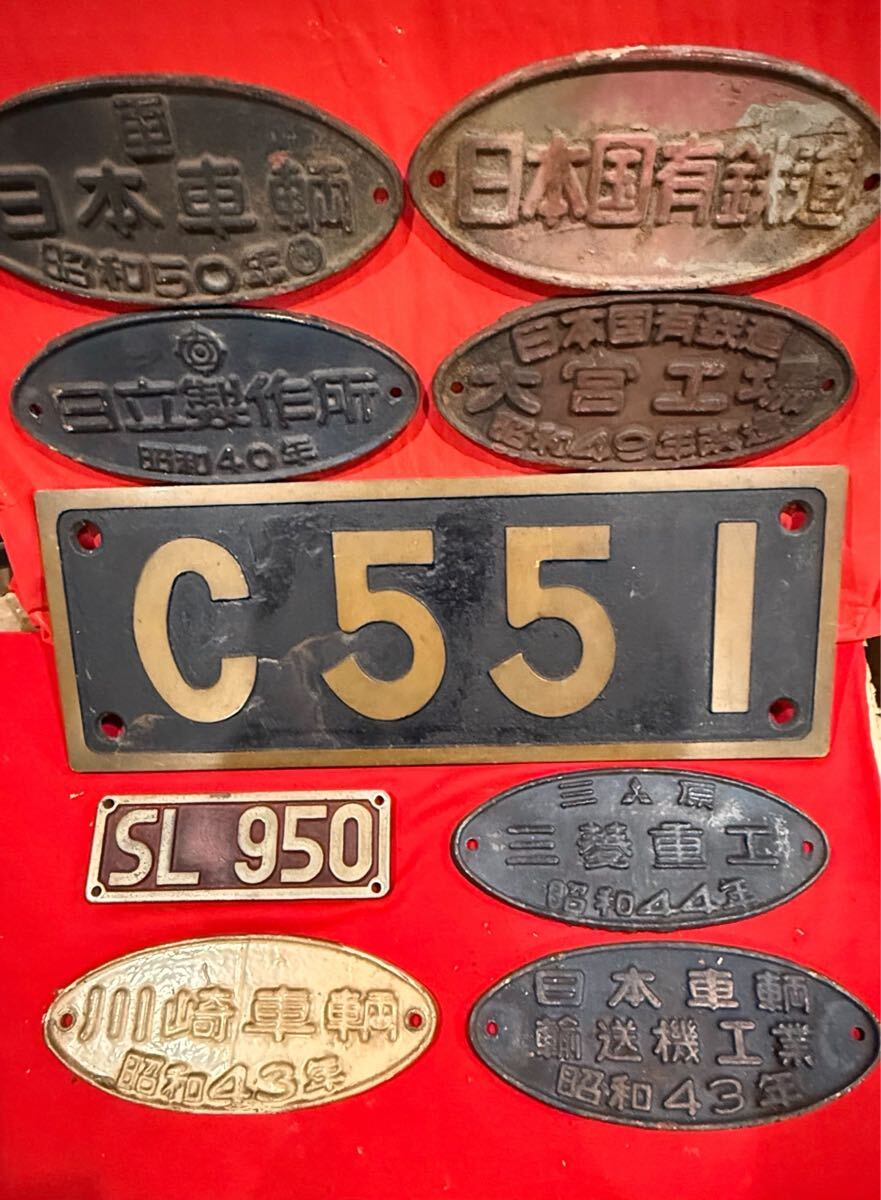 日本車輌
昭和50年
日本国有鉄道
日立製作所
昭和40年
日本国有鉄道
大宮工場
昭和49年改造
C55 1
SL 950
三原
三菱重工
昭和44年
川崎車輌
昭和43年
日本車輌
輸送機工業
昭和43年